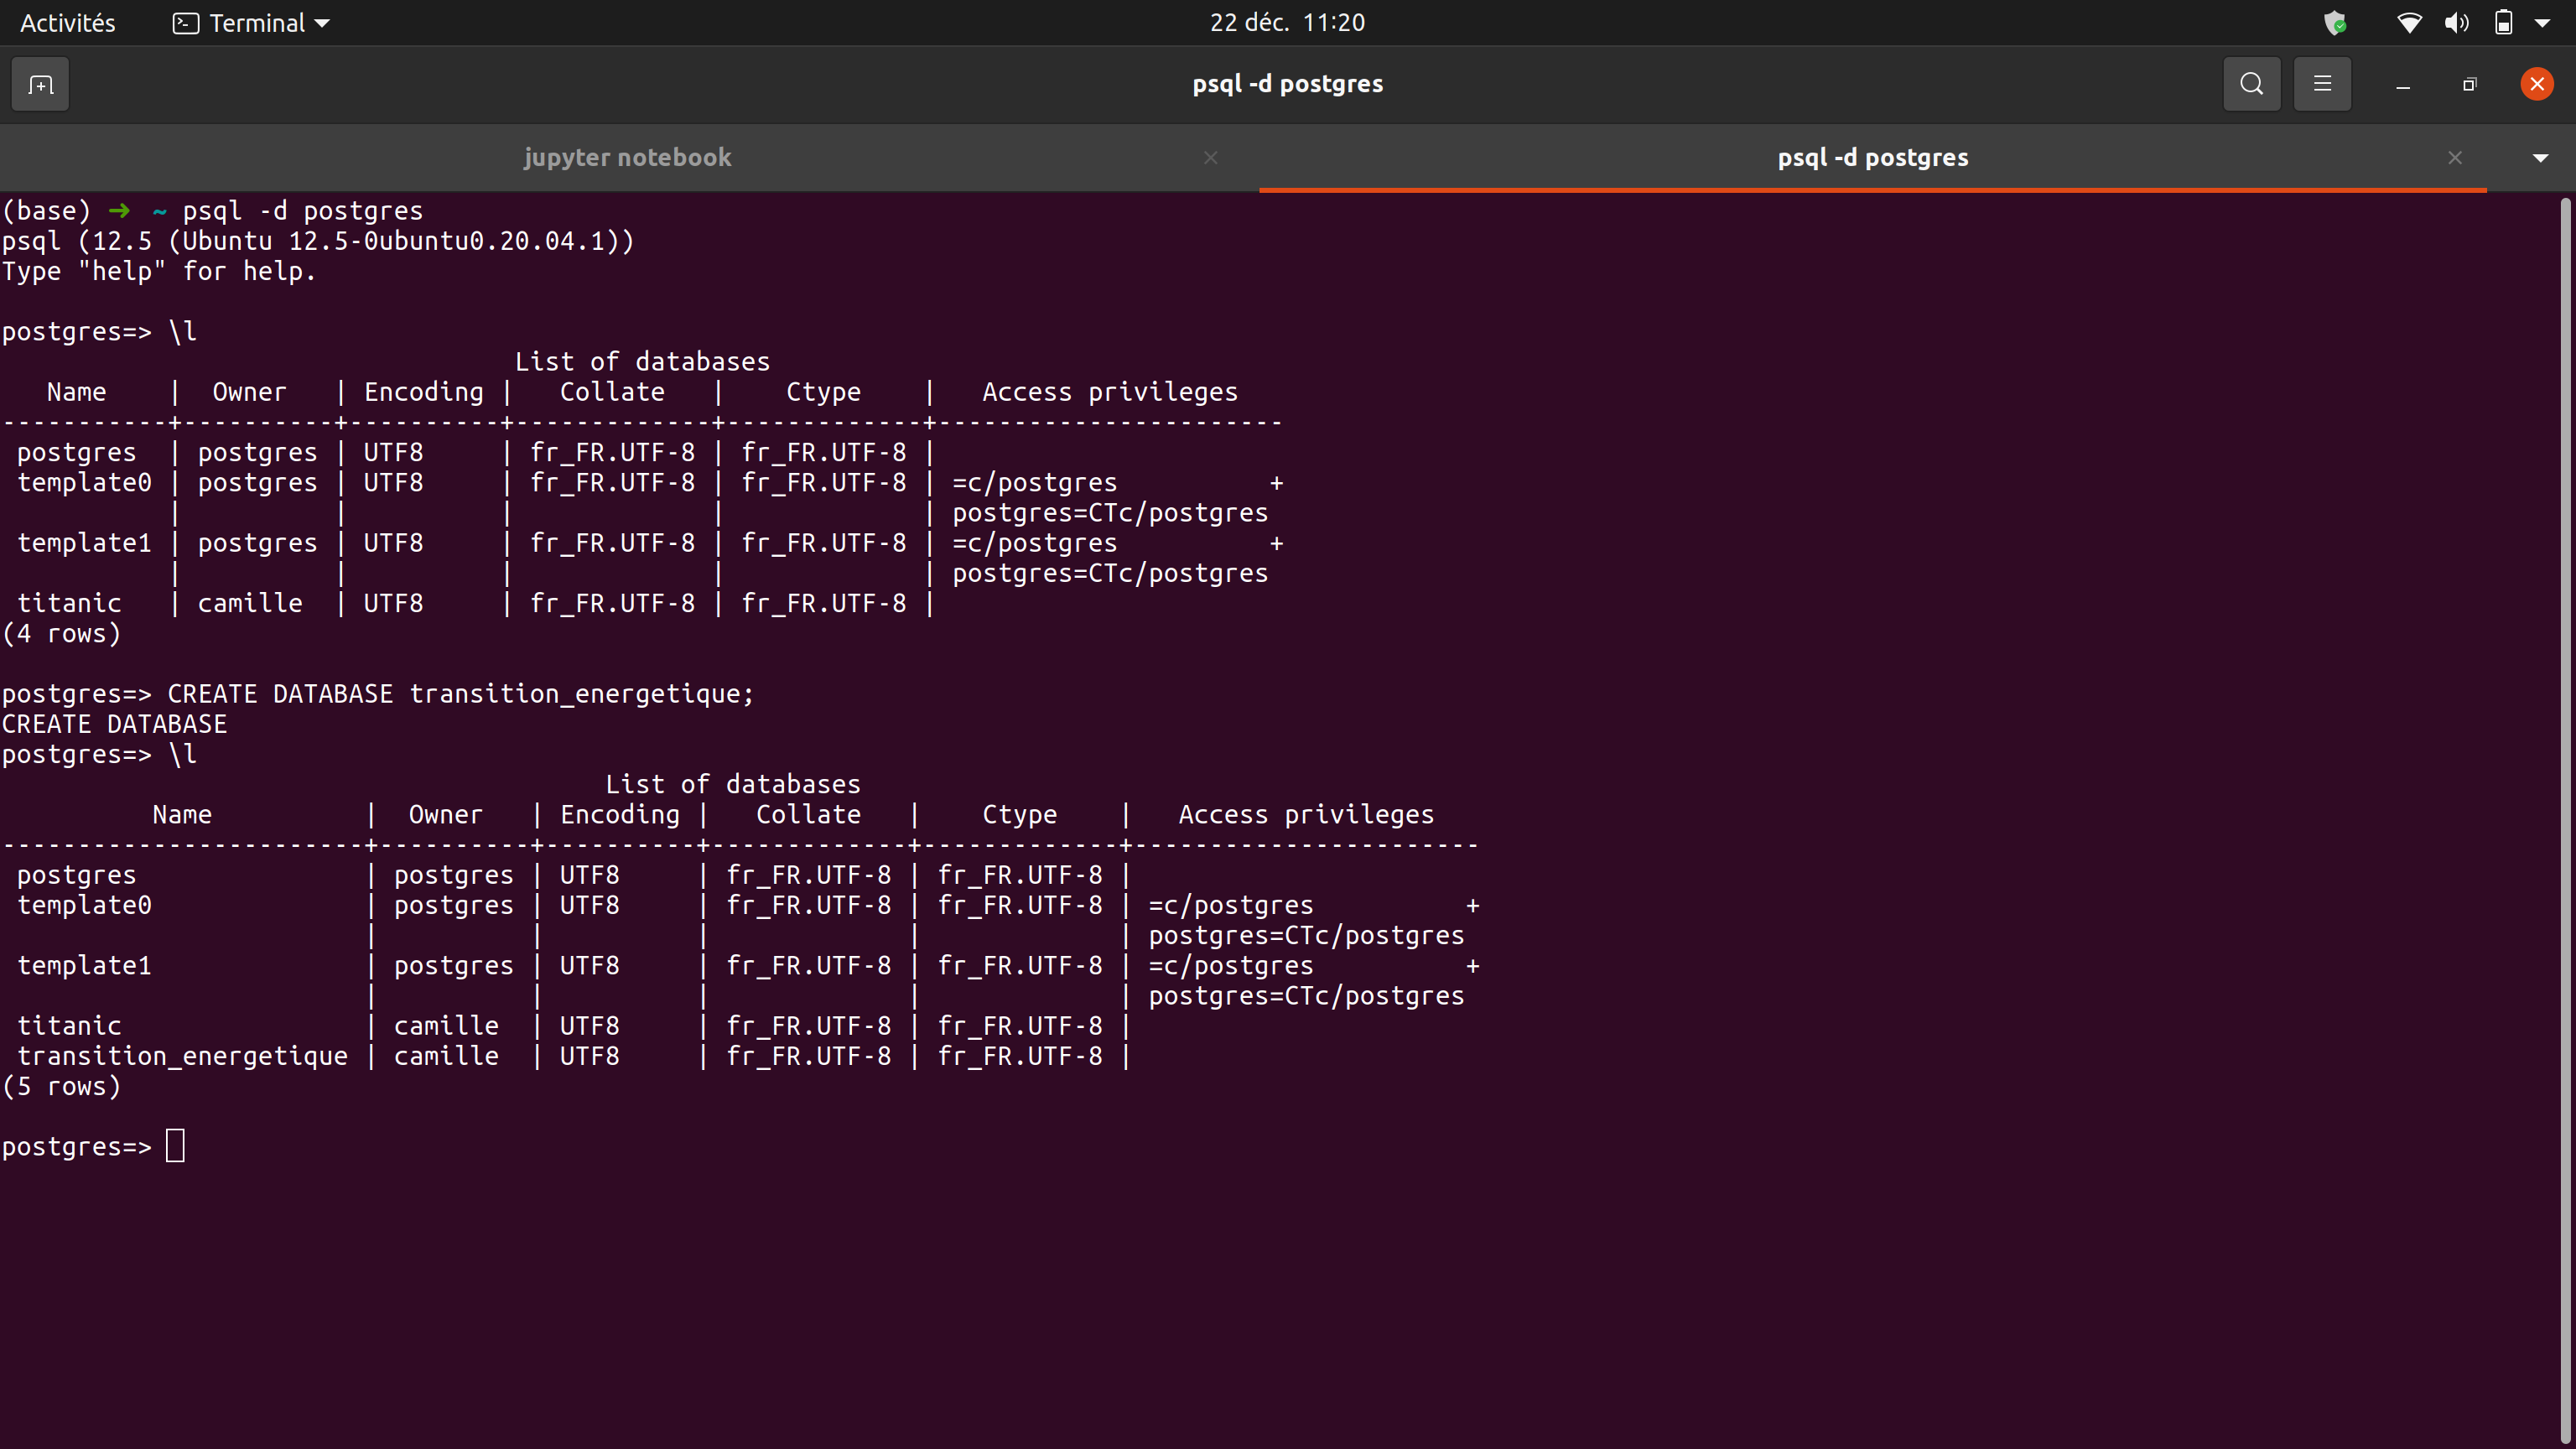 Activités Terminal 22 déc. 11:20
psql -d postgres
jupyter notebook psql -d postgres
(base) ➜ ~ psql -d postgres
psql (12.5 (Ubuntu 12.5-0ubuntu0.20.04.1))
Type "help" for help.

postgres=> \l
                                  List of databases
   Name    |  Owner   | Encoding |   Collate   |    Ctype    |   Access privileges
-----------+----------+----------+-------------+-------------+-----------------------
 postgres  | postgres | UTF8     | fr_FR.UTF-8 | fr_FR.UTF-8 |
 template0 | postgres | UTF8     | fr_FR.UTF-8 | fr_FR.UTF-8 | =c/postgres          +
           |          |          |             |             | postgres=CTc/postgres
 template1 | postgres | UTF8     | fr_FR.UTF-8 | fr_FR.UTF-8 | =c/postgres          +
           |          |          |             |             | postgres=CTc/postgres
 titanic   | camille  | UTF8     | fr_FR.UTF-8 | fr_FR.UTF-8 |
(4 rows)

postgres=> CREATE DATABASE transition_energetique;
CREATE DATABASE
postgres=> \l
                                        List of databases
          Name          |  Owner   | Encoding |   Collate   |    Ctype    |   Access privileges
------------------------+----------+----------+-------------+-------------+-----------------------
 postgres               | postgres | UTF8     | fr_FR.UTF-8 | fr_FR.UTF-8 |
 template0              | postgres | UTF8     | fr_FR.UTF-8 | fr_FR.UTF-8 | =c/postgres          +
                        |          |          |             |             | postgres=CTc/postgres
 template1              | postgres | UTF8     | fr_FR.UTF-8 | fr_FR.UTF-8 | =c/postgres          +
                        |          |          |             |             | postgres=CTc/postgres
 titanic                | camille  | UTF8     | fr_FR.UTF-8 | fr_FR.UTF-8 |
 transition_energetique | camille  | UTF8     | fr_FR.UTF-8 | fr_FR.UTF-8 |
(5 rows)

postgres=>